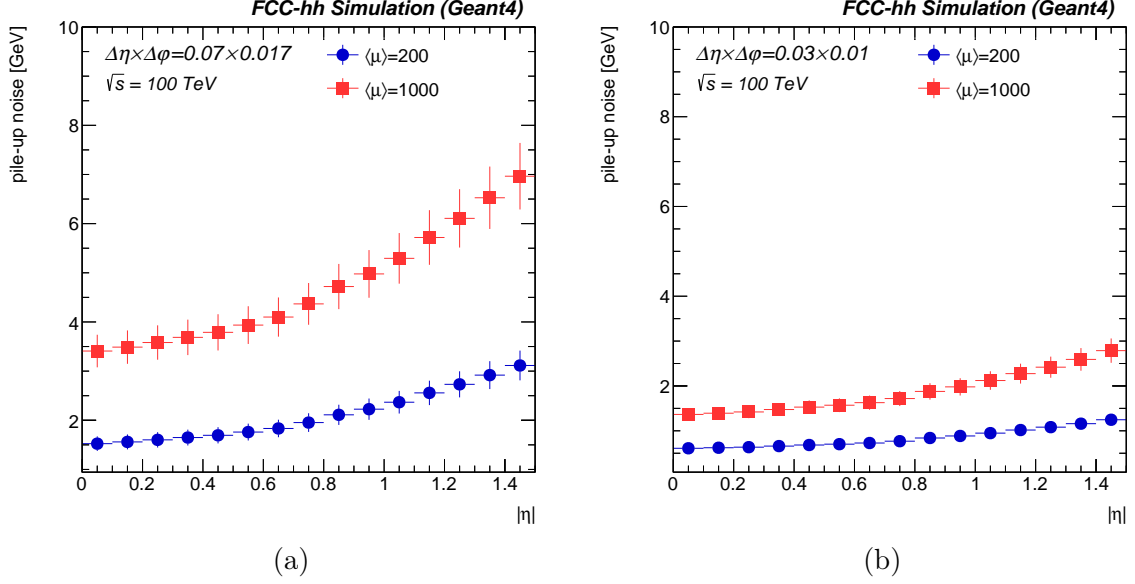 FCC-hh Simulation (Geant4)
pile-up noise [GeV]
10
8
6
4
2
Δη×Δφ=0.07×0.017
√s = 100 TeV
⟨μ⟩=200
⟨μ⟩=1000
0 0.2 0.4 0.6 0.8 1 1.2 1.4
|η|
(a)
FCC-hh Simulation (Geant4)
pile-up noise [GeV]
10
8
6
4
2
Δη×Δφ=0.03×0.01
√s = 100 TeV
⟨μ⟩=200
⟨μ⟩=1000
0 0.2 0.4 0.6 0.8 1 1.2 1.4
|η|
(b)